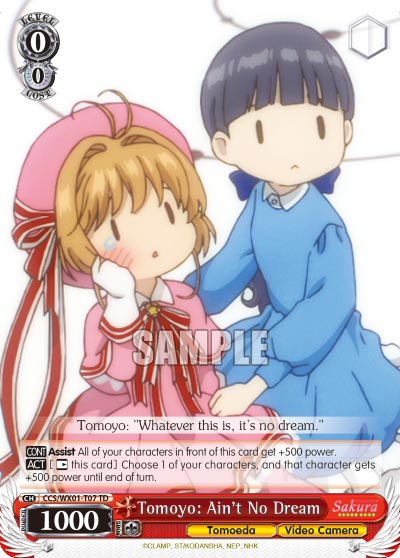 LEVEL
0
0
COST
SAMPLE
Tomoyo: "Whatever this is, it's no dream."
CONT Assist All of your characters in front of this card get +500 power.
ACT [ this card] Choose 1 of your characters, and that character gets
+500 power until end of turn.
CH CCS/WX01-T07 TD
POWER 1000 Tomoyo: Ain't No Dream Sakura
Tomoeda Video Camera
©CLAMP, ST/KODANSHA, NEP, NHK